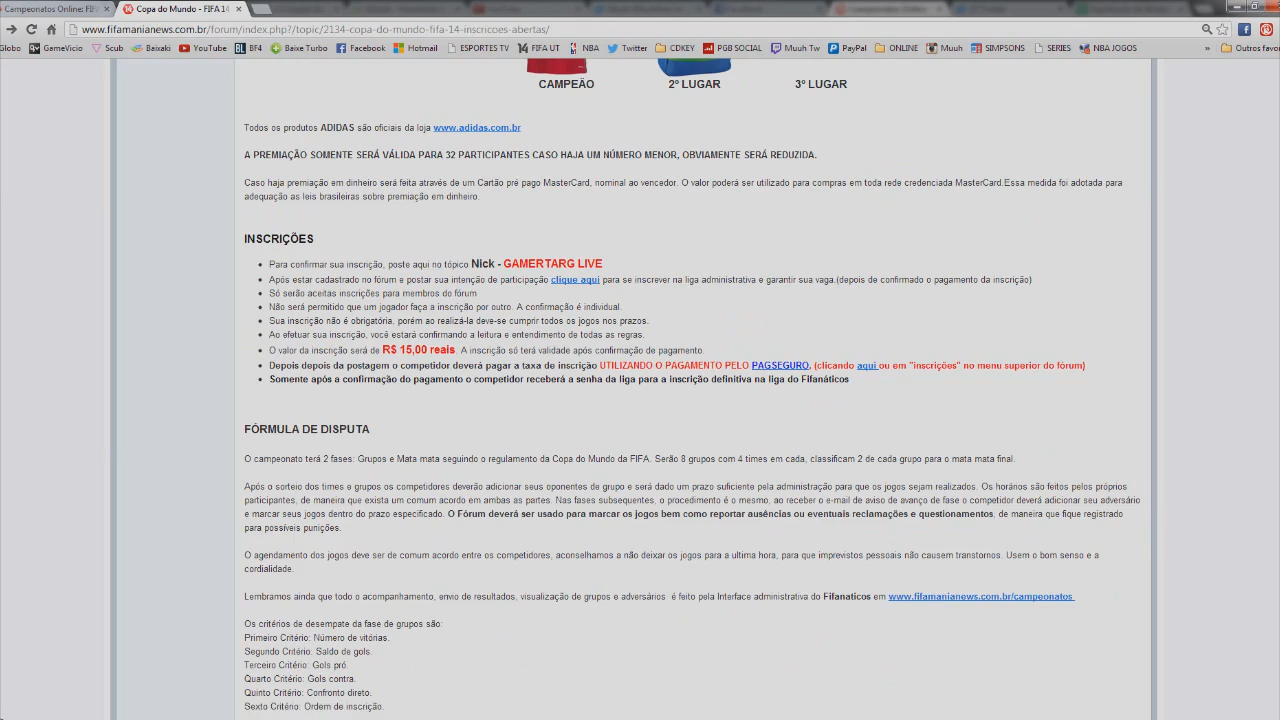 Campeonatos Online: FIF
Copa do Mundo - FIFA 14
www.fifamanianews.com.br/forum/index.php?/topic/2134-copa-do-mundo-fifa-14-inscricoes-abertas/
Globo GameVicio Scub Baixaki YouTube BF4 Baixe Turbo Facebook Hotmail ESPORTES TV FIFA UT NBA Twitter CDKEY PGBSOCIAL Muuh Tw PayPal ONLINE Muuh SIMPSONS SERIES NBA JOGOS » Outros favo
CAMPEÃO 2º LUGAR 3º LUGAR
Todos os produtos ADIDAS são oficiais da loja www.adidas.com.br
A PREMIAÇÃO SOMENTE SERÁ VÁLIDA PARA 32 PARTICIPANTES CASO HAJA UM NÚMERO MENOR, OBVIAMENTE SERÁ REDUZIDA.
Caso haja premiação em dinheiro será feita através de um Cartão pré pago MasterCard, nominal ao vencedor. O valor poderá ser utilizado para compras em toda rede credenciada MasterCard.Essa medida foi adotada para
adequação as leis brasileiras sobre premiação em dinheiro.
INSCRIÇÕES
Para confirmar sua inscrição, poste aqui no tópico Nick - GAMERTARG LIVE
Após estar cadastrado no fórum e postar sua intenção de participação clique aqui para se inscrever na liga administrativa e garantir sua vaga.(depois de confirmado o pagamento da inscrição)
Só serão aceitas inscrições para membros do fórum
Não será permitido que um jogador faça a inscrição por outro. A confirmação é individual.
Sua inscrição não é obrigatória, porém ao realizá-la deve-se cumprir todos os jogos nos prazos.
Ao efetuar sua inscrição, você estará confirmando a leitura e entendimento de todas as regras.
O valor da inscrição será de R$ 15,00 reais. A inscrição só terá validade após confirmação de pagamento.
Depois depois da postagem o competidor deverá pagar a taxa de inscrição UTILIZANDO O PAGAMENTO PELO PAGSEGURO. (clicando aqui ou em "inscrições" no menu superior do fórum)
Somente após a confirmação do pagamento o competidor receberá a senha da liga para a inscrição definitiva na liga do Fifanáticos
FÓRMULA DE DISPUTA
O campeonato terá 2 fases: Grupos e Mata mata seguindo o regulamento da Copa do Mundo da FIFA. Serão 8 grupos com 4 times em cada, classificam 2 de cada grupo para o mata mata final.
Após o sorteio dos times e grupos os competidores deverão adicionar seus oponentes de grupo e será dado um prazo suficiente pela administração para que os jogos sejam realizados. Os horários são feitos pelos próprios
participantes, de maneira que exista um comum acordo em ambas as partes. Nas fases subsequentes, o procedimento é o mesmo, ao receber o e-mail de aviso de avanço de fase o competidor deverá adicionar seu adversário
e marcar seus jogos dentro do prazo especificado. O Fórum deverá ser usado para marcar os jogos bem como reportar ausências ou eventuais reclamações e questionamentos, de maneira que fique registrado
para possíveis punições.
O agendamento dos jogos deve ser de comum acordo entre os competidores, aconselhamos a não deixar os jogos para a ultima hora, para que imprevistos pessoais não causem transtornos. Usem o bom senso e a
cordialidade.
Lembramos ainda que todo o acompanhamento, envio de resultados, visualização de grupos e adversários é feito pela Interface administrativa do Fifanaticos em www.fifamanianews.com.br/campeonatos
Os critérios de desempate da fase de grupos são:
Primeiro Critério: Número de vitórias.
Segundo Critério: Saldo de gols.
Terceiro Critério: Gols pró.
Quarto Critério: Gols contra.
Quinto Critério: Confronto direto.
Sexto Critério: Ordem de inscrição.